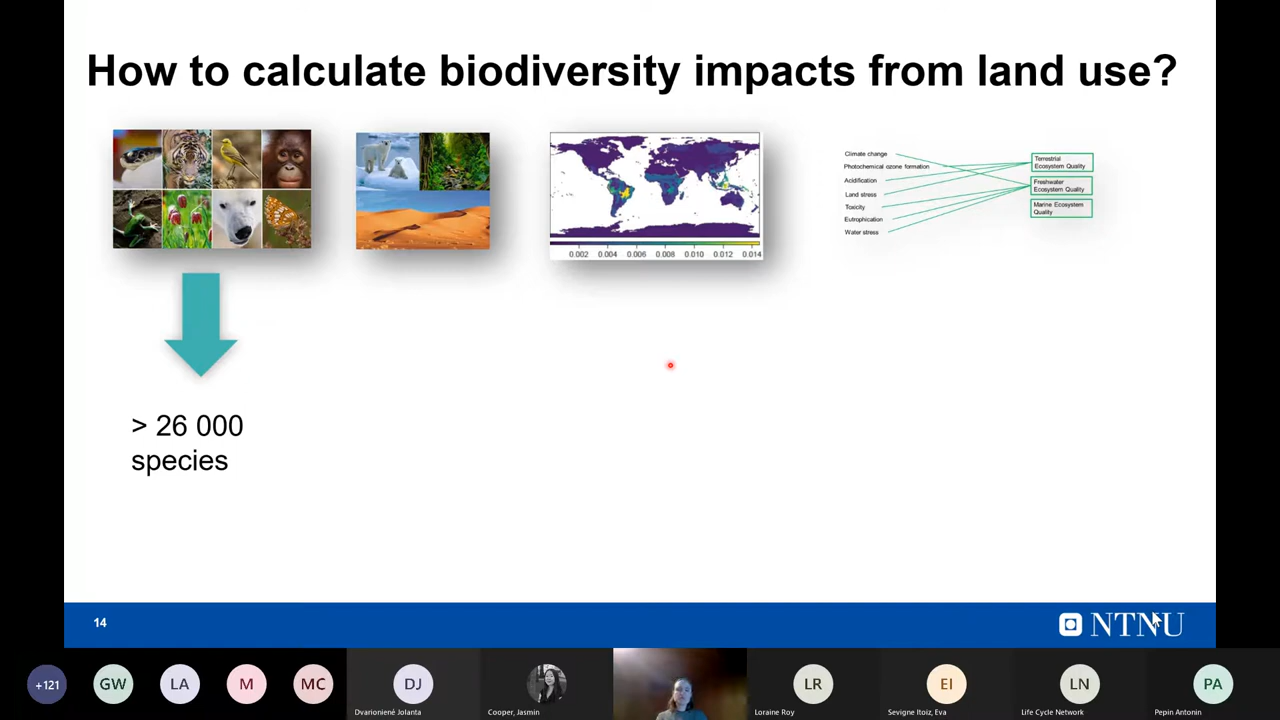 How to calculate biodiversity impacts from land use?
0.002 0.004 0.006 0.008 0.010 0.012 0.014
Climate change
Photochemical ozone formation
Acidification
Land stress
Toxicity
Eutrophication
Water stress
Terrestrial
Ecosystem Quality
Freshwater
Ecosystem Quality
Marine Ecosystem
Quality
> 26 000
species
14
NTNU
+121
GW
LA
M
MC
DJ
LR
EI
LN
PA
Dvarionienė Jolanta
Cooper, Jasmin
Loraine Roy
Sevigne Itoiz, Eva
Life Cycle Network
Pepin Antonin